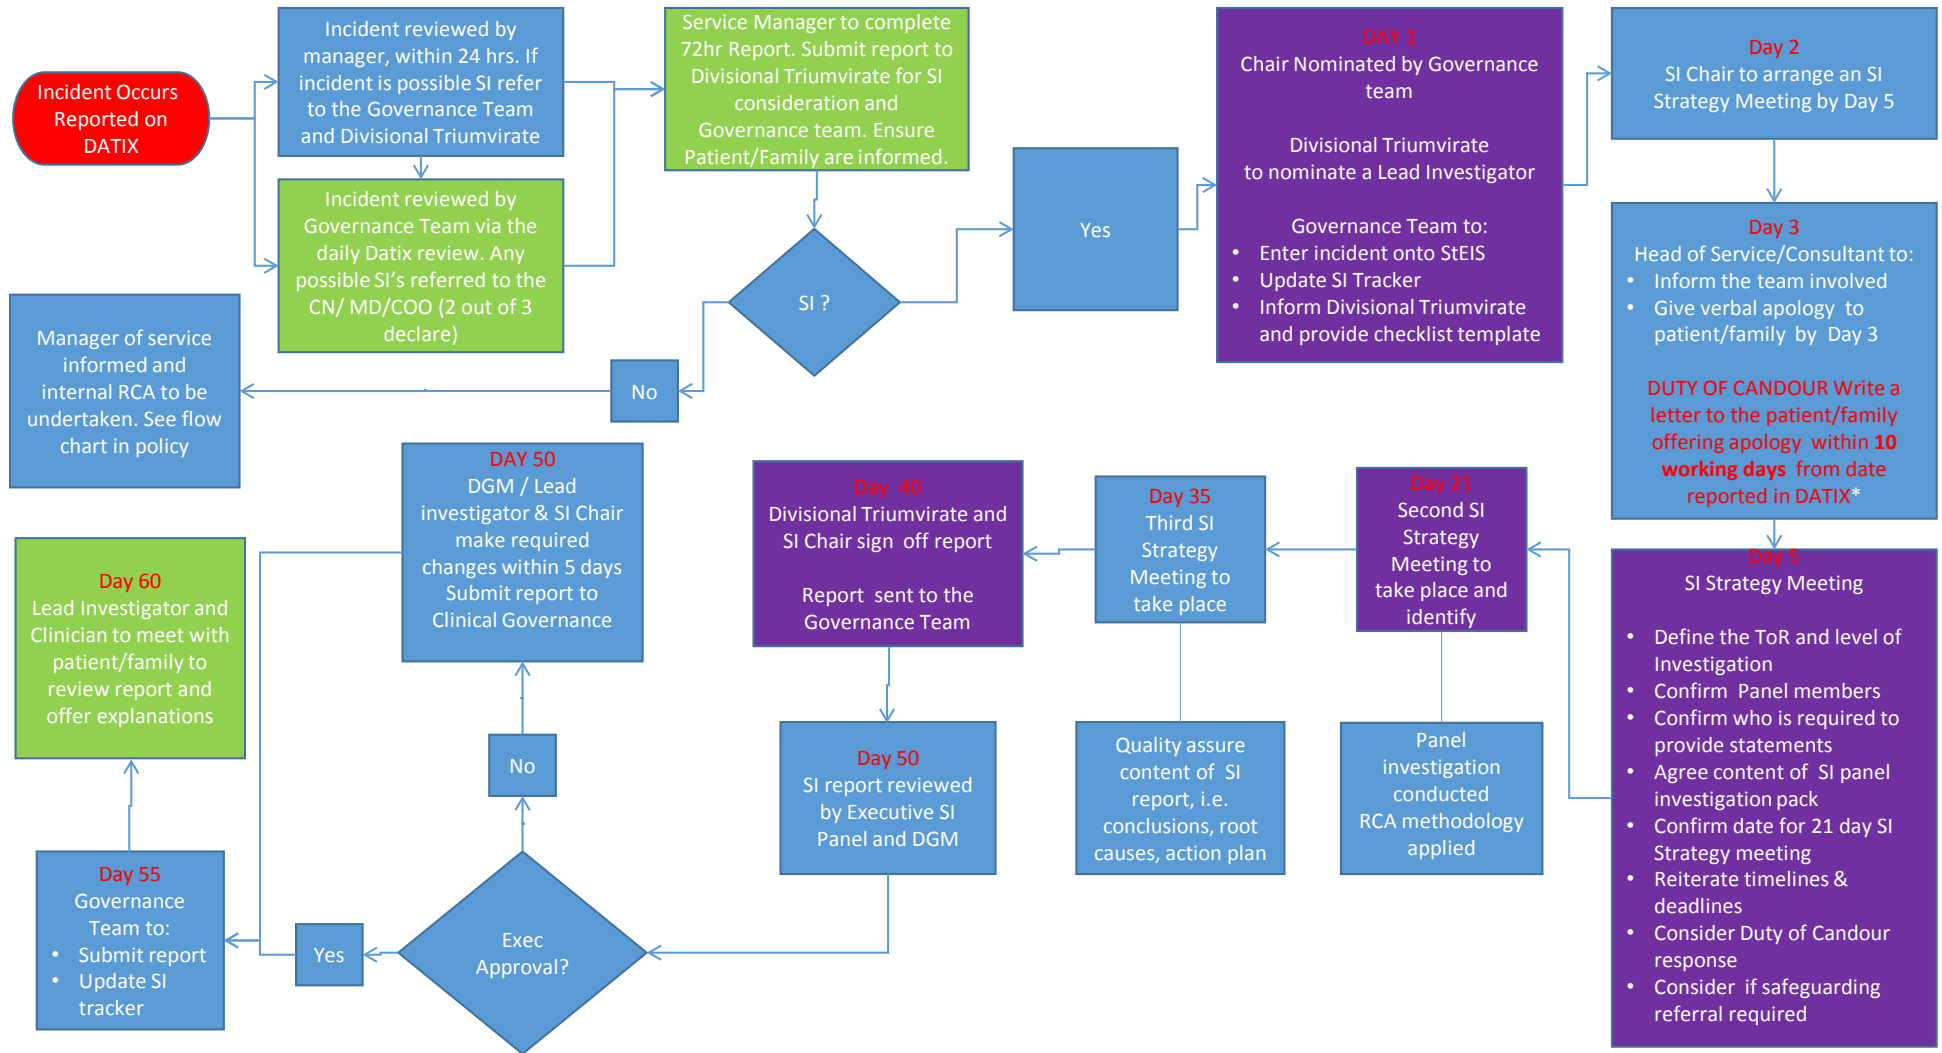 Incident Occurs
Reported on
DATIX
Incident reviewed by
manager, within 24 hrs. If
incident is possible SI refer
to the Governance Team
and Divisional Triumvirate
Incident reviewed by
Governance Team via the
daily Datix review. Any
possible SI’s referred to the
CN/ MD/COO (2 out of 3
declare)
Service Manager to complete
72hr Report. Submit report to
Divisional Triumvirate for SI
consideration and
Governance team. Ensure
Patient/Family are informed.
SI ?
No
Manager of service
informed and
internal RCA to be
undertaken. See flow
chart in policy
Yes
DAY 1
Chair Nominated by Governance
team
Divisional Triumvirate
to nominate a Lead Investigator
Governance Team to:
• Enter incident onto StEIS
• Update SI Tracker
• Inform Divisional Triumvirate
and provide checklist template
Day 2
SI Chair to arrange an SI
Strategy Meeting by Day 5
Day 3
Head of Service/Consultant to:
• Inform the team involved
• Give verbal apology to
patient/family by Day 3
DUTY OF CANDOUR Write a
letter to the patient/family
offering apology within 10
working days from date
reported in DATIX*
Day 5
SI Strategy Meeting
• Define the ToR and level of
Investigation
• Confirm Panel members
• Confirm who is required to
provide statements
• Agree content of SI panel
investigation pack
• Confirm date for 21 day SI
Strategy meeting
• Reiterate timelines &
deadlines
• Consider Duty of Candour
response
• Consider if safeguarding
referral required
Day 21
Second SI
Strategy
Meeting to
take place and
identify
Panel
investigation
conducted
RCA methodology
applied
Day 35
Third SI
Strategy
Meeting to
take place
Quality assure
content of SI
report, i.e.
conclusions, root
causes, action plan
Day 40
Divisional Triumvirate and
SI Chair sign off report
Report sent to the
Governance Team
Day 50
SI report reviewed
by Executive SI
Panel and DGM
Exec
Approval?
No
DAY 50
DGM / Lead
investigator & SI Chair
make required
changes within 5 days
Submit report to
Clinical Governance
Yes
Day 55
Governance
Team to:
• Submit report
• Update SI
tracker
Day 60
Lead Investigator and
Clinician to meet with
patient/family to
review report and
offer explanations